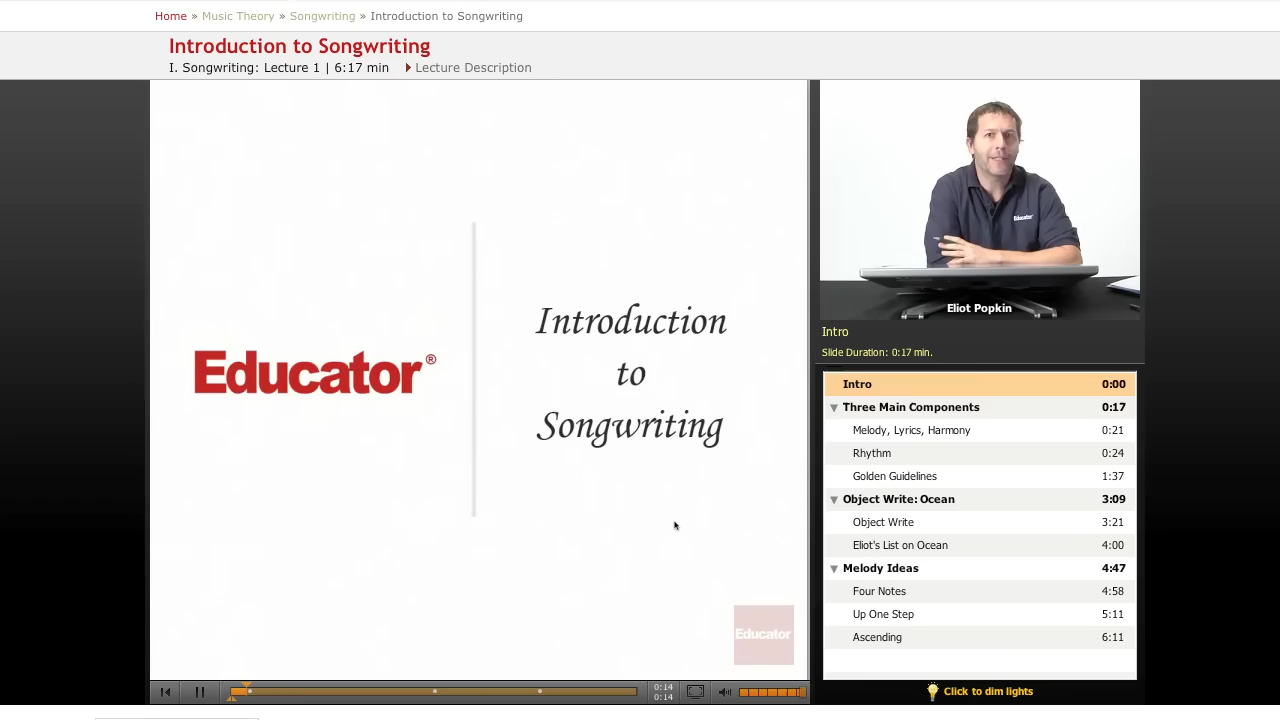 Home » Music Theory » Songwriting » Introduction to Songwriting
Introduction to Songwriting
I. Songwriting: Lecture 1 | 6:17 min Lecture Description
Educator®
Introduction
to
Songwriting
Educator
Educator
Eliot Popkin
Intro
Slide Duration: 0:17 min.
Intro 0:00
Three Main Components 0:17
Melody, Lyrics, Harmony 0:21
Rhythm 0:24
Golden Guidelines 1:37
Object Write: Ocean 3:09
Object Write 3:21
Eliot's List on Ocean 4:00
Melody Ideas 4:47
Four Notes 4:58
Up One Step 5:11
Ascending 6:11
0:14
0:14
Click to dim lights